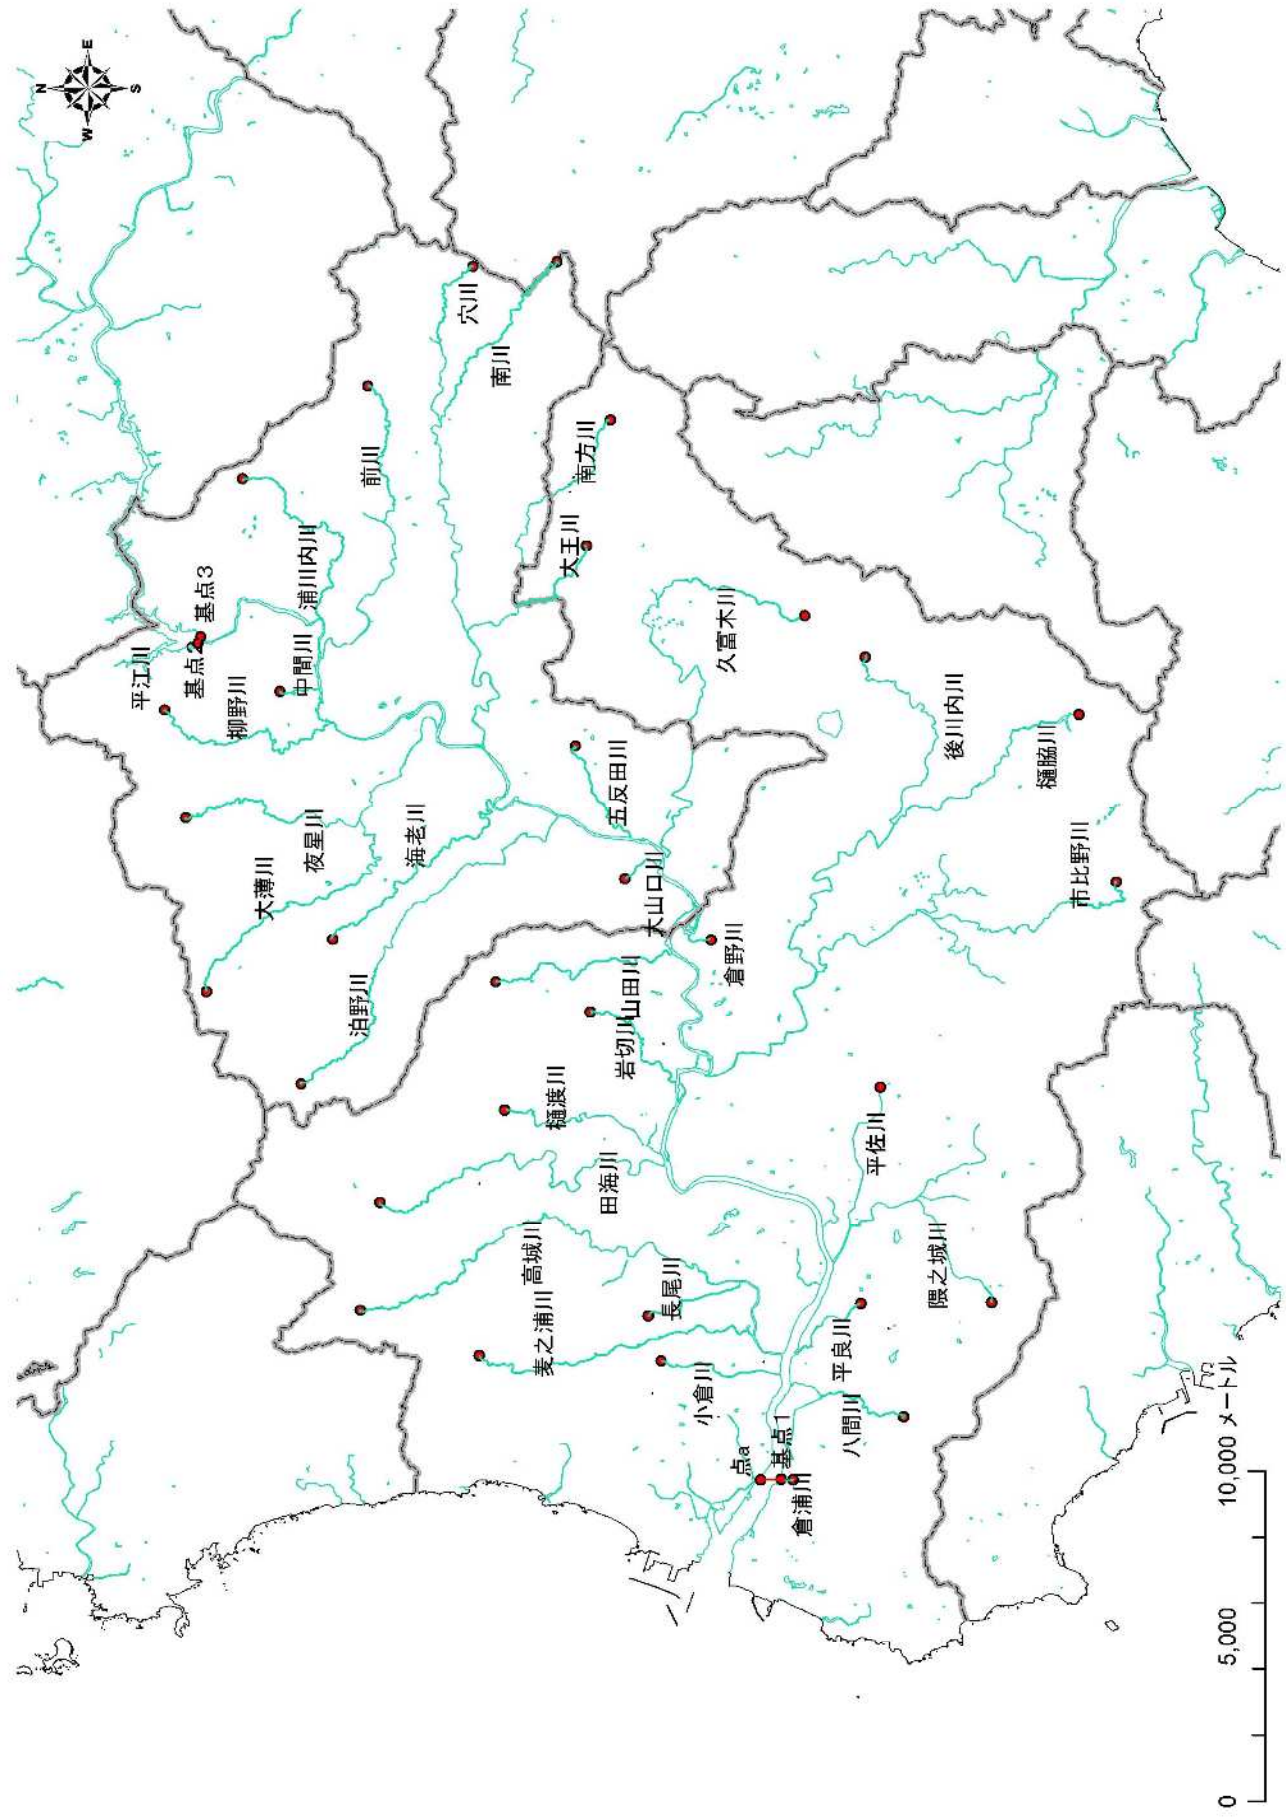 N
E
W
S
穴川
南川
前川
南方川
浦川内川
大王川
基点3
平江川
基点2
中間川
柳野川
久富木川
後川内川
樋脇川
五反田川
夜星川
海老川
大薄川
大山口川
市比野川
倉野川
泊野川
山田川
岩切川
樋渡川
平佐川
田海川
高城川
隈之城川
長尾川
麦之浦川
平良川
小倉川
八間川
点a
基点1
倉浦川
0
5,000
10,000
メートル